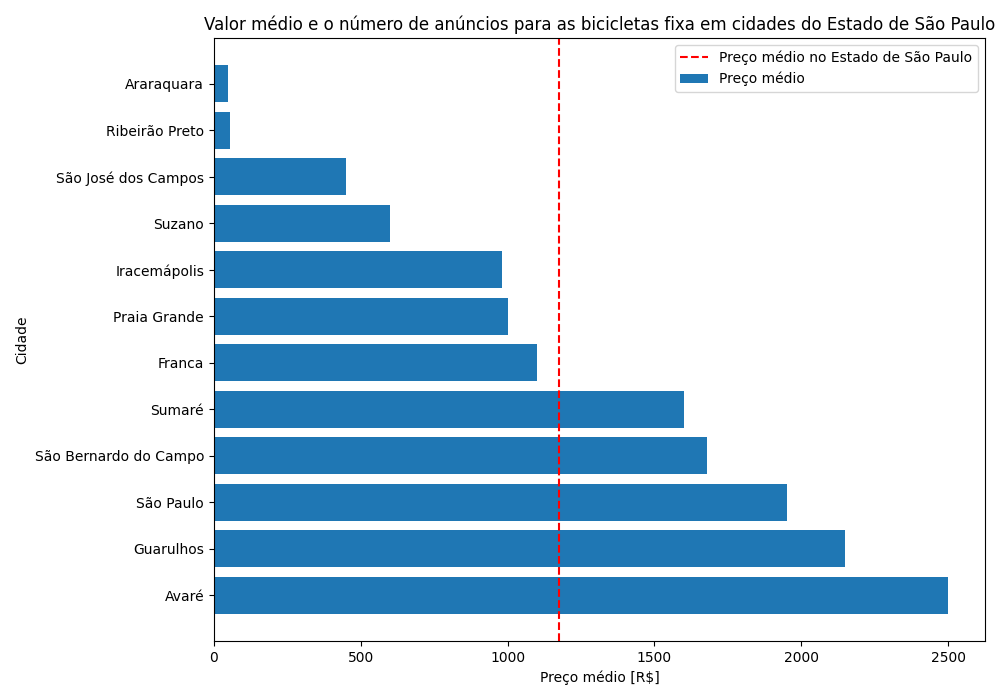 Valor médio e o número de anúncios para as bicicletas fixa em cidades do Estado de São Paulo
Preço médio no Estado de São Paulo
Preço médio
Araraquara
Ribeirão Preto
São José dos Campos
Suzano
Iracemápolis
Praia Grande
Franca
Sumaré
São Bernardo do Campo
São Paulo
Guarulhos
Avaré
Cidade
0 500 1000 1500 2000 2500
Preço médio [R$]